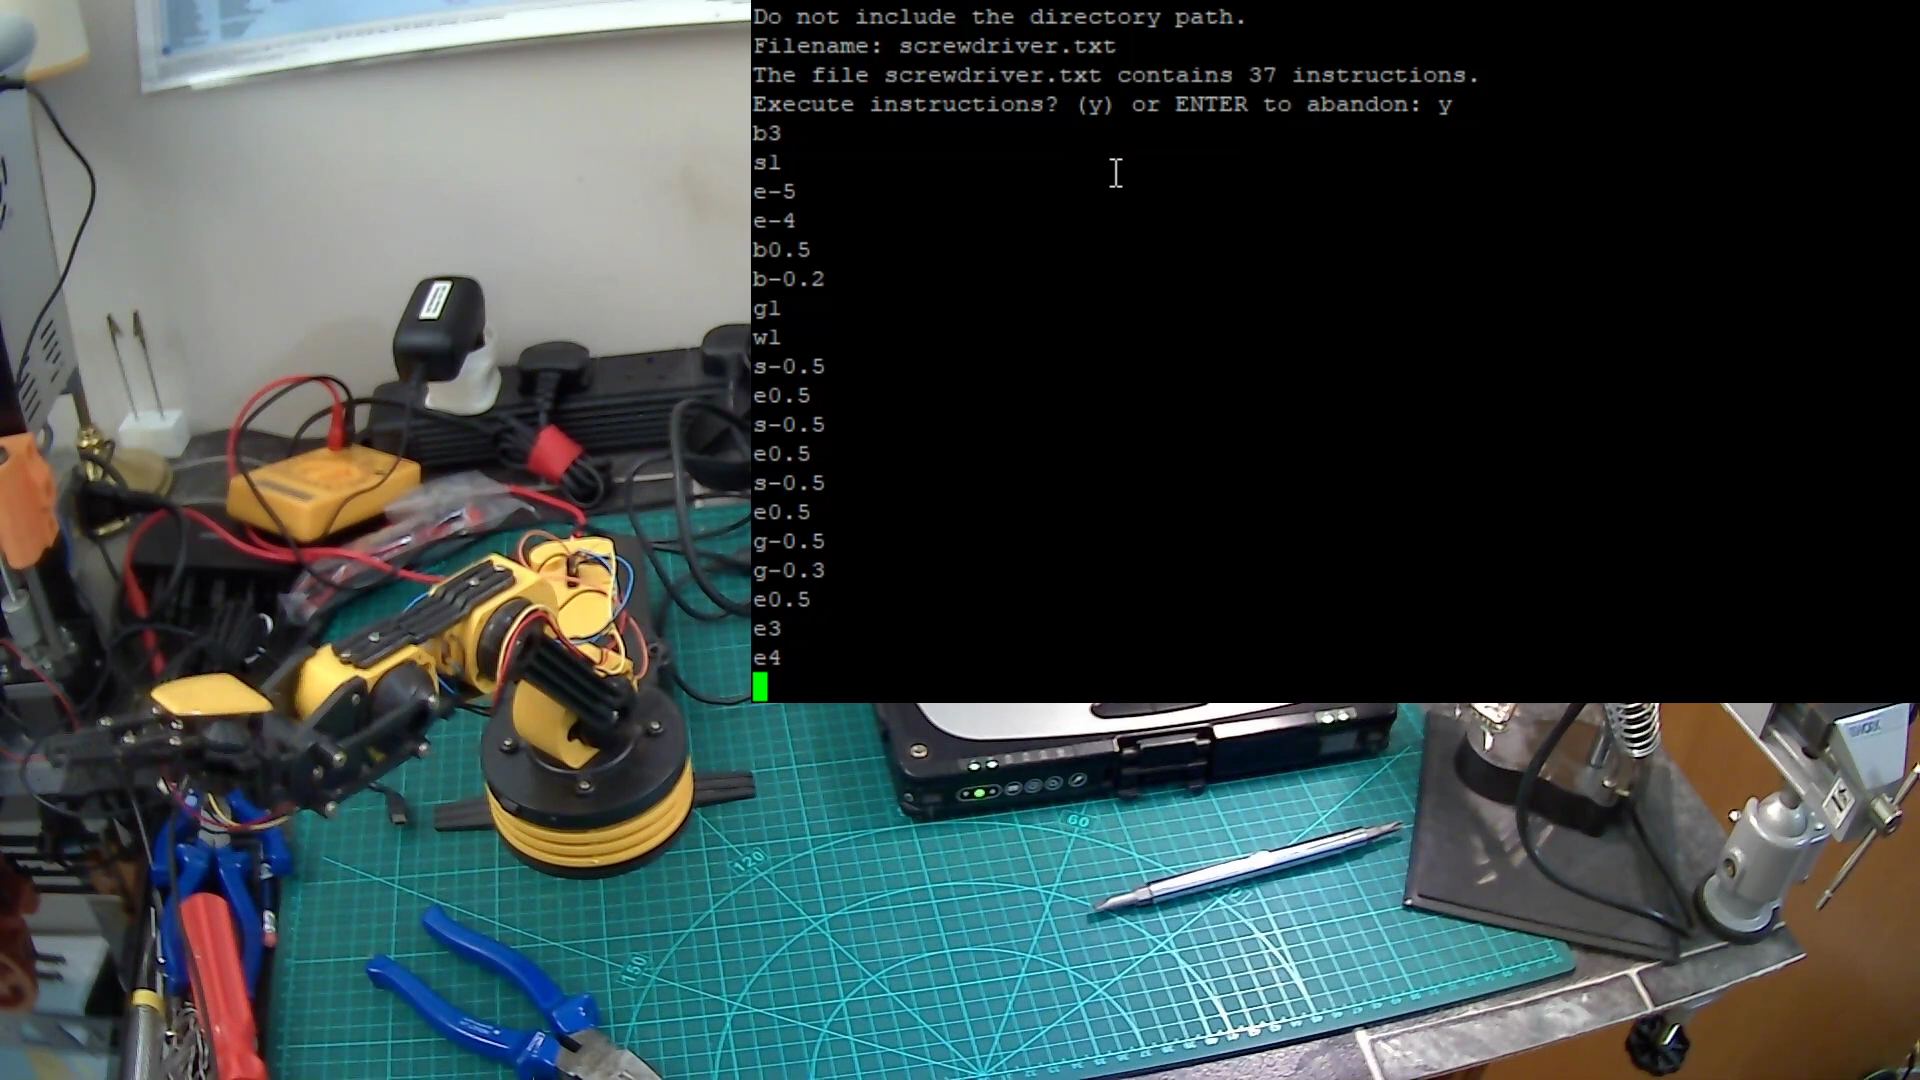 Do not include the directory path.
Filename: screwdriver.txt
The file screwdriver.txt contains 37 instructions.
Execute instructions? (y) or ENTER to abandon: y
b3
s1
e-5
e-4
b0.5
b-0.2
g1
w1
s-0.5
e0.5
s-0.5
e0.5
s-0.5
e0.5
g-0.5
g-0.3
e0.5
e3
e4
60
120
150